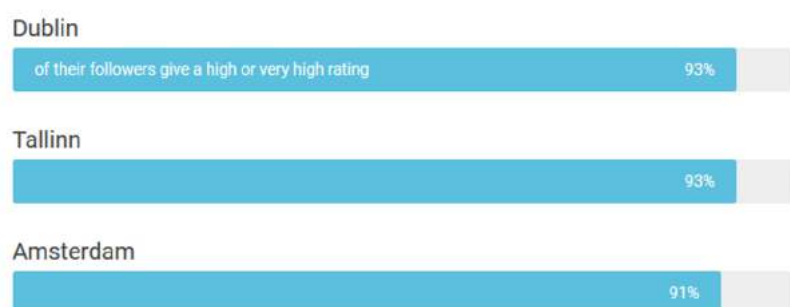 Dublin
of their followers give a high or very high rating 93%
Tallinn
93%
Amsterdam
91%